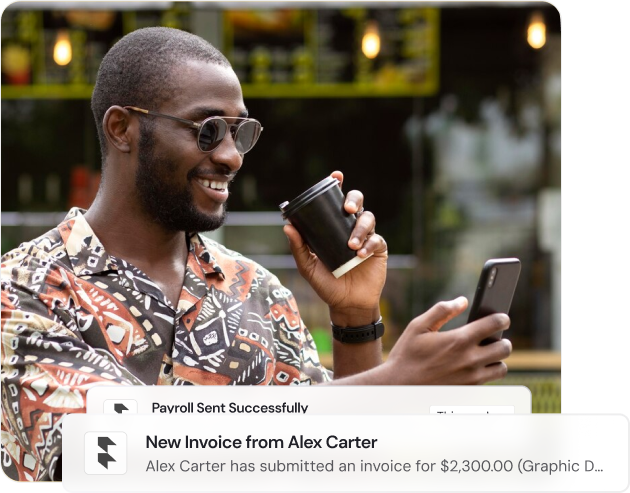 Payroll Sent Successfully
New Invoice from Alex Carter
Alex Carter has submitted an invoice for $2,300.00 (Graphic D...